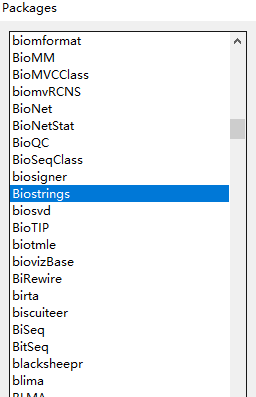 Packages
biomformat
BioMM
BioMVCClass
biomvRCNS
BioNet
BioNetStat
BioQC
BioSeqClass
biosigner
Biostrings
biosvd
BioTIP
biotmle
biovizBase
BiRewire
birta
biscuiteer
BiSeq
BitSeq
blacksheepr
blima
BLMA